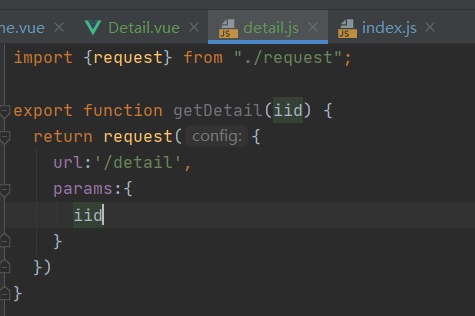 me.vue × Detail.vue × detail.js × index.js ×
import {request} from "./request";
export function getDetail(iid) {
return request( config: {
url:'/detail',
params:{
iid
}
})
}